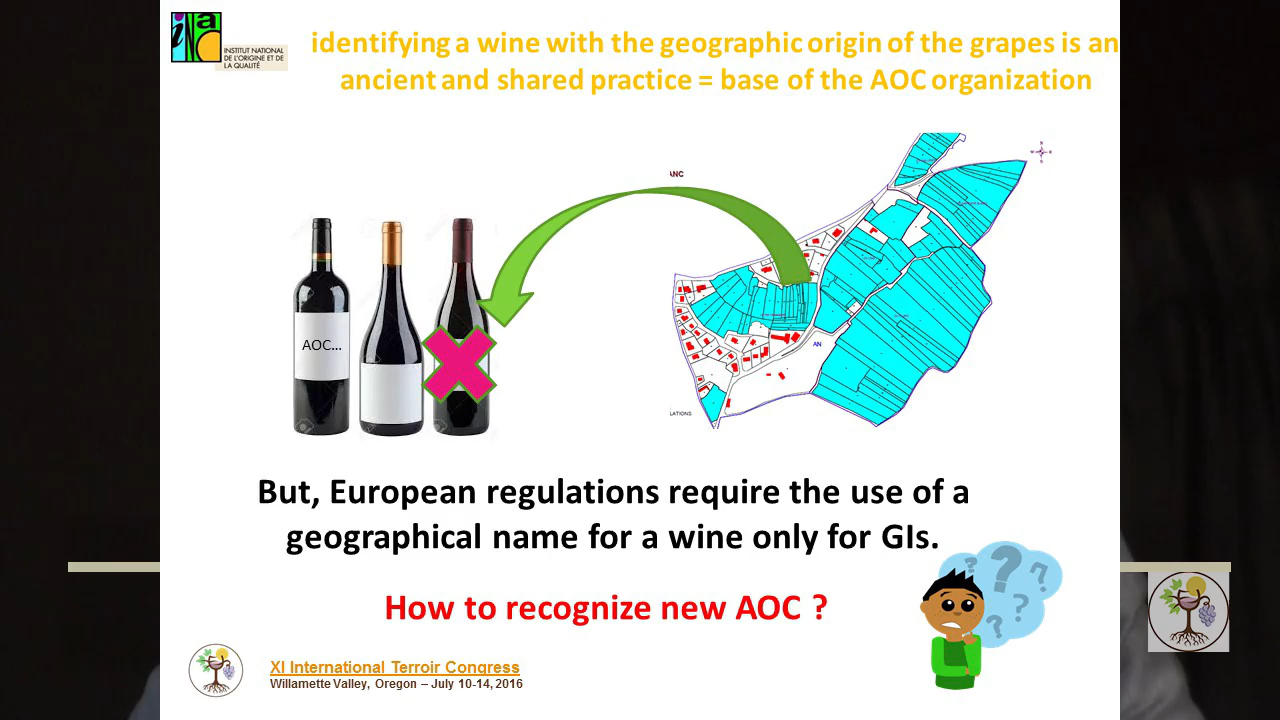 INSTITUT NATIONAL
DE L'ORIGINE ET DE
LA QUALITÉ
identifying a wine with the geographic origin of the grapes is an
ancient and shared practice = base of the AOC organization
AOC...
AN
LATIONS
But, European regulations require the use of a
geographical name for a wine only for GIs.
How to recognize new AOC ?
XI International Terroir Congress
Willamette Valley, Oregon – July 10-14, 2016